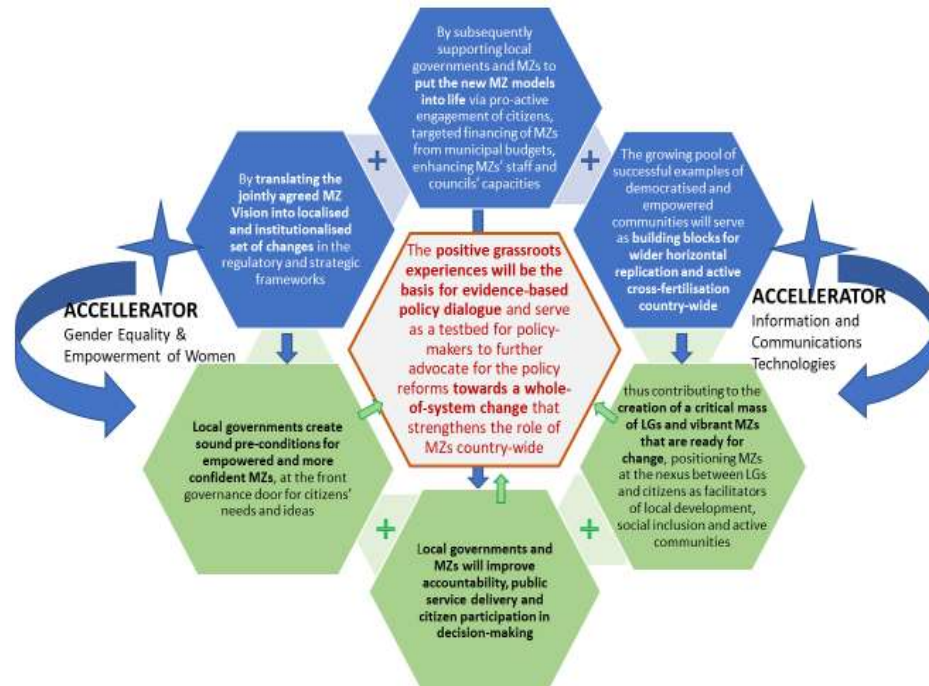 By subsequently
supporting local
governments and MZs to
put the new MZ models
into life via pro-active
engagement of citizens,
targeted financing of MZs
from municipal budgets,
enhancing MZs' staff and
councils' capacities
+
+
By translating the
jointly agreed MZ
Vision into localised
and institutionalised
set of changes in the
regulatory and strategic
frameworks
The growing pool of
successful examples of
democratised and
empowered
communities will serve
as building blocks for
wider horizontal
replication and active
cross-fertilisation
country-wide
ACCELLERATOR
Gender Equality &
Empowerment of Women
The positive grassroots
experiences will be the
basis for evidence-based
policy dialogue and serve
as a testbed for policy-
makers to further
advocate for the policy
reforms towards a whole-
of-system change that
strengthens the role of
MZs country-wide
ACCELLERATOR
Information and
Communications
Technologies
Local governments create
sound pre-conditions for
empowered and more
confident MZs, at the front
governance door for citizens'
needs and ideas
thus contributing to the
creation of a critical mass
of LGs and vibrant MZs
that are ready for
change, positioning MZs
at the nexus between LGs
and citizens as facilitators
of local development,
social inclusion and active
communities
+
+
Local governments and
MZs will improve
accountability, public
service delivery and
citizen participation in
decision-making